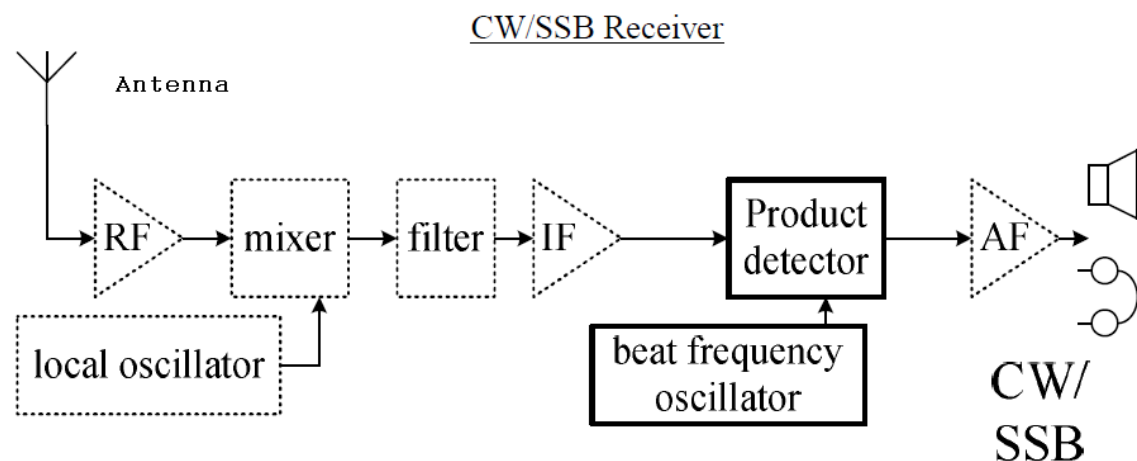 CW/SSB Receiver
Antenna
RF
mixer
filter
IF
Product
detector
AF
local oscillator
beat frequency
oscillator
CW/
SSB